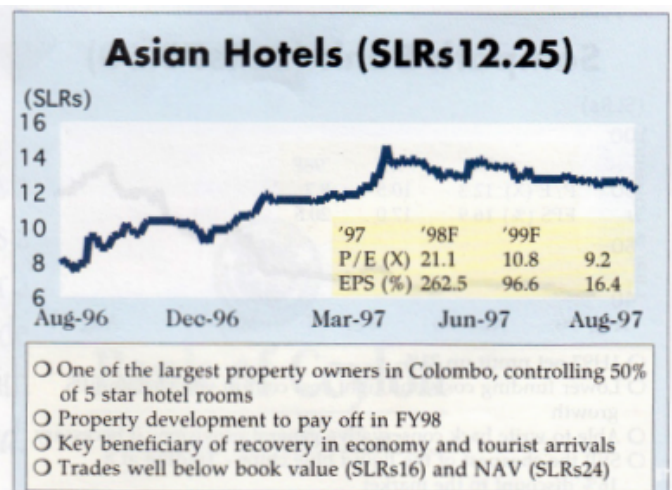 Asian Hotels (SLRs12.25)
(SLRs)
16
14
12
10
8
6
'97 '98F '99F
P/E (X) 21.1 10.8 9.2
EPS (%) 262.5 96.6 16.4
Aug-96 Dec-96 Mar-97 Jun-97 Aug-97
One of the largest property owners in Colombo, controlling 50%
of 5 star hotel rooms
Property development to pay off in FY98
Key beneficiary of recovery in economy and tourist arrivals
Trades well below book value (SLRs16) and NAV (SLRs24)